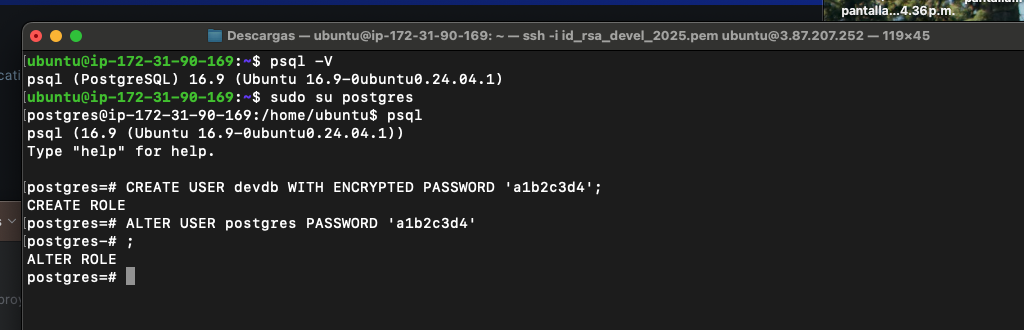 pantalla...4.36 p.m.
Descargas — ubuntu@ip-172-31-90-169: ~ — ssh -i id_rsa_devel_2025.pem ubuntu@3.87.207.252 — 119×45
[ubuntu@ip-172-31-90-169:~$ psql -V
psql (PostgreSQL) 16.9 (Ubuntu 16.9-0ubuntu0.24.04.1)
[ubuntu@ip-172-31-90-169:~$ sudo su postgres
[postgres@ip-172-31-90-169:/home/ubuntu$ psql
psql (16.9 (Ubuntu 16.9-0ubuntu0.24.04.1))
Type "help" for help.
[postgres=# CREATE USER devdb WITH ENCRYPTED PASSWORD 'a1b2c3d4';
CREATE ROLE
[postgres=# ALTER USER postgres PASSWORD 'a1b2c3d4'
[postgres-# ;
ALTER ROLE
postgres=#